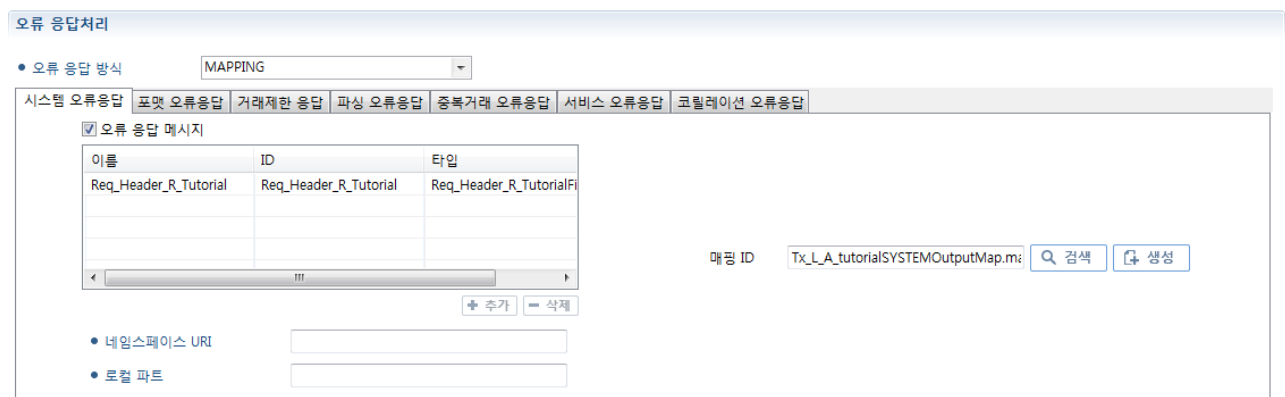 오류 응답처리
오류 응답 방식 MAPPING
시스템 오류응답 포맷 오류응답 거래제한 응답 파싱 오류응답 중복거래 오류응답 서비스 오류응답 코릴레이션 오류응답
오류 응답 메시지
이름 ID 타입
Req_Header_R_Tutorial Req_Header_R_Tutorial Req_Header_R_TutorialFi
매핑 ID Tx_L_A_tutorialSYSTEMOutputMap.ma 검색 생성
추가 삭제
네임스페이스 URI
로컬 파트